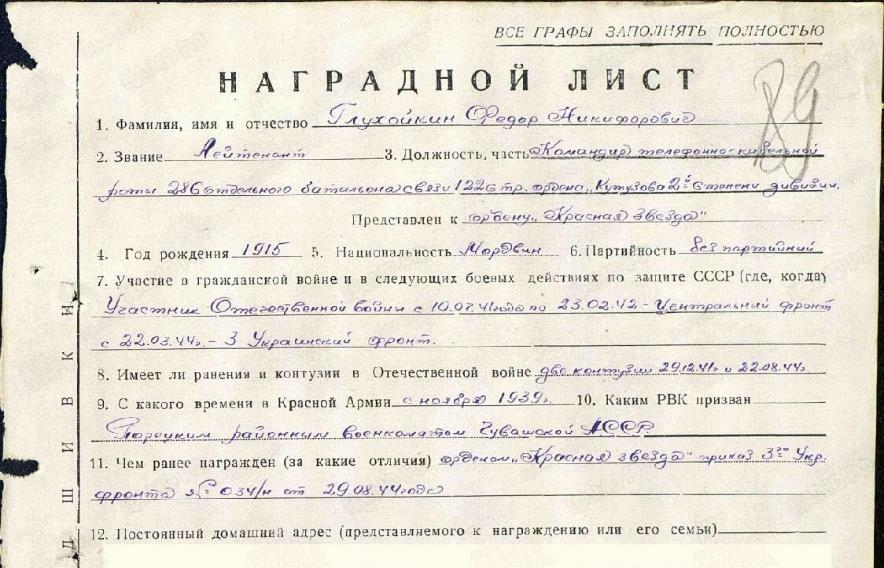 ВСЕ ГРАФЫ ЗАПОЛНЯТЬ ПОЛНОСТЬЮ
НАГРАДНОЙ ЛИСТ
89
1. Фамилия, имя и отчество Глухойкин Федор Никифорович
2. Звание Лейтенант 3. Должность, часть Командир телефонно-кабельной
роты 286 отдельного батальона связи 122 стр. ордена „Кутузова 2й степени дивизии.
Представлен к ордену „Красная звезда"
4. Год рождения 1915 5. Национальность Мордвин 6. Партийность без партийный
7. Участие в гражданской войне и в следующих боевых действиях по защите СССР (где, когда)
Участник Отечественной войны с 10.07.41 года по 23.02.42 - Центральный фронт
с 22.03.44г. - 3 Украинский фронт.
8. Имеет ли ранения и контузии в Отечественной войне две контузии 29.12.41г и 22.08.44г
9. С какого времени в Красной Армии с ноября 1939г. 10. Каким РВК призван
Порецким районным военкоматом Чувашской АССР
11. Чем ранее награжден (за какие отличия) орденом „Красная звезда" приказ 3го Укр.
фронта № 034/н от 29.08.44 года
12. Постоянный домашний адрес (представляемого к награждению или его семьи)
Д Ш И В К И